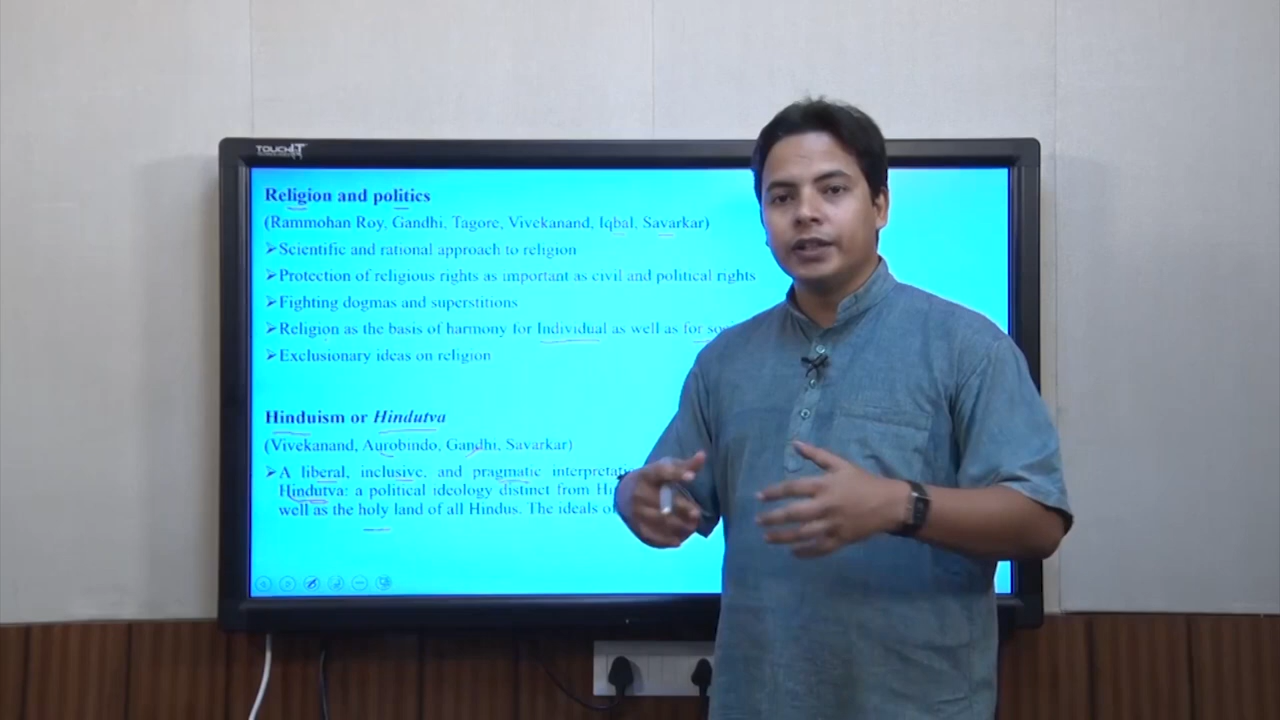 TOUCHIT
Religion and politics
(Rammohan Roy, Gandhi, Tagore, Vivekanand, Iqbal, Savarkar)
➢Scientific and rational approach to religion
➢Protection of religious rights as important as civil and political rights
➢Fighting dogmas and superstitions
➢Religion as the basis of harmony for Individual as well as for
➢Exclusionary ideas on religion
Hinduism or Hindutva
(Vivekanand, Aurobindo, Gandhi, Savarkar)
➢A liberal, inclusive, and pragmatic
Hindutva: a political ideology distinct from
well as the holy land of all Hindus. The ideals